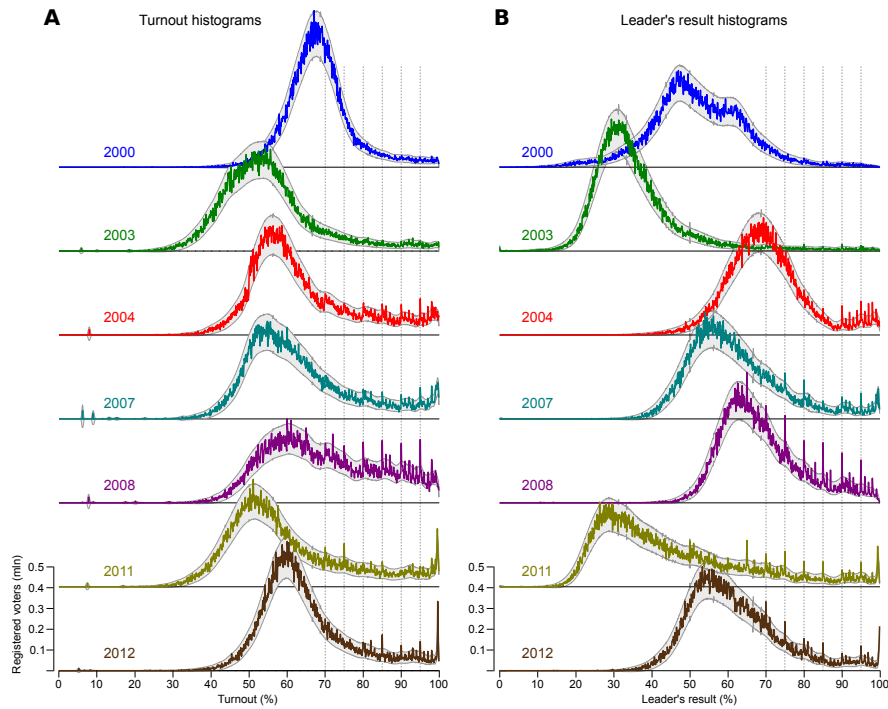 A
Turnout histograms
2000
2003
2004
2007
2008
2011
2012
Registered voters (mln)
0.5
0.4
0.3
0.2
0.1
0 10 20 30 40 50 60 70 80 90 100
Turnout (%)
B
Leader's result histograms
2000
2003
2004
2007
2008
2011
2012
0.5
0.4
0.3
0.2
0.1
0 10 20 30 40 50 60 70 80 90 100
Leader's result (%)